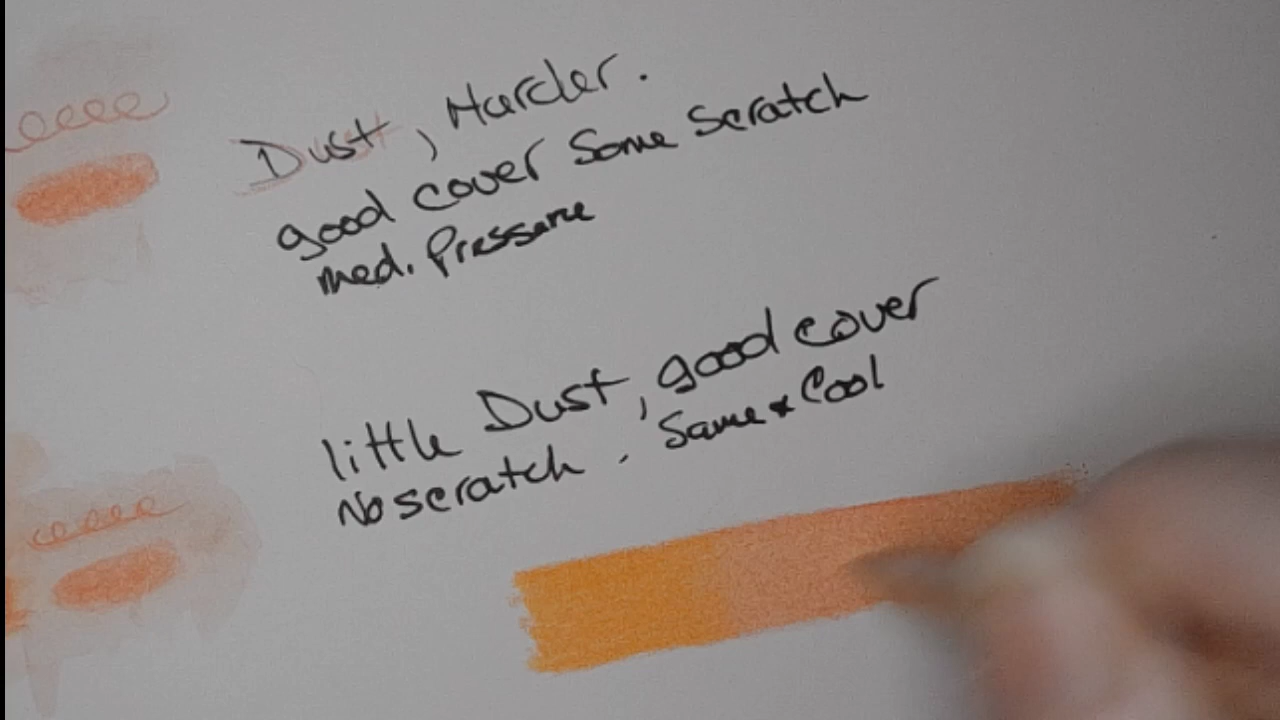 Dust, Harder.
good cover Some Scratch
med. Pressure
little Dust, good cover
No scratch. Same & Cool